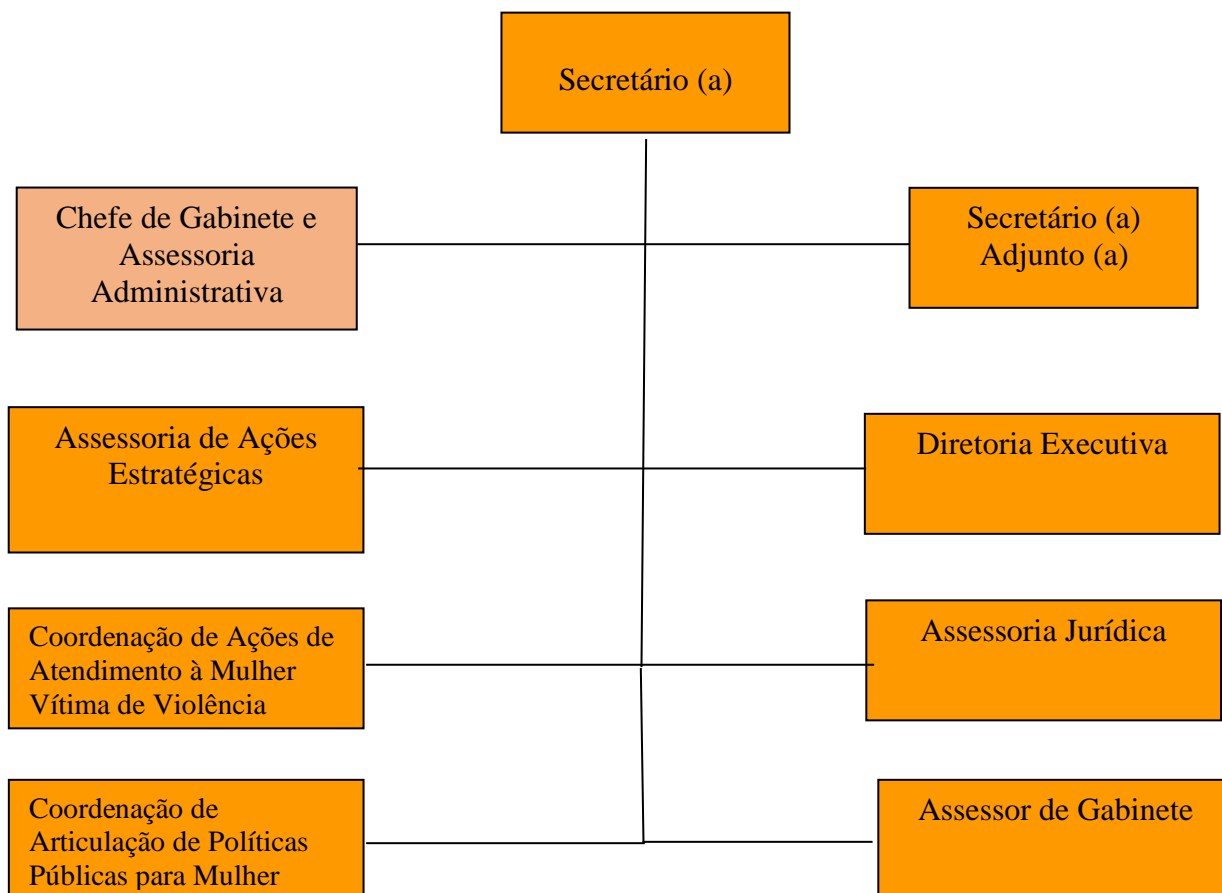 Secretário (a)
Chefe de Gabinete e
Assessoria
Administrativa
Secretário (a)
Adjunto (a)
Assessoria de Ações
Estratégicas
Diretoria Executiva
Coordenação de Ações de
Atendimento à Mulher
Vítima de Violência
Assessoria Jurídica
Coordenação de
Articulação de Políticas
Públicas para Mulher
Assessor de Gabinete